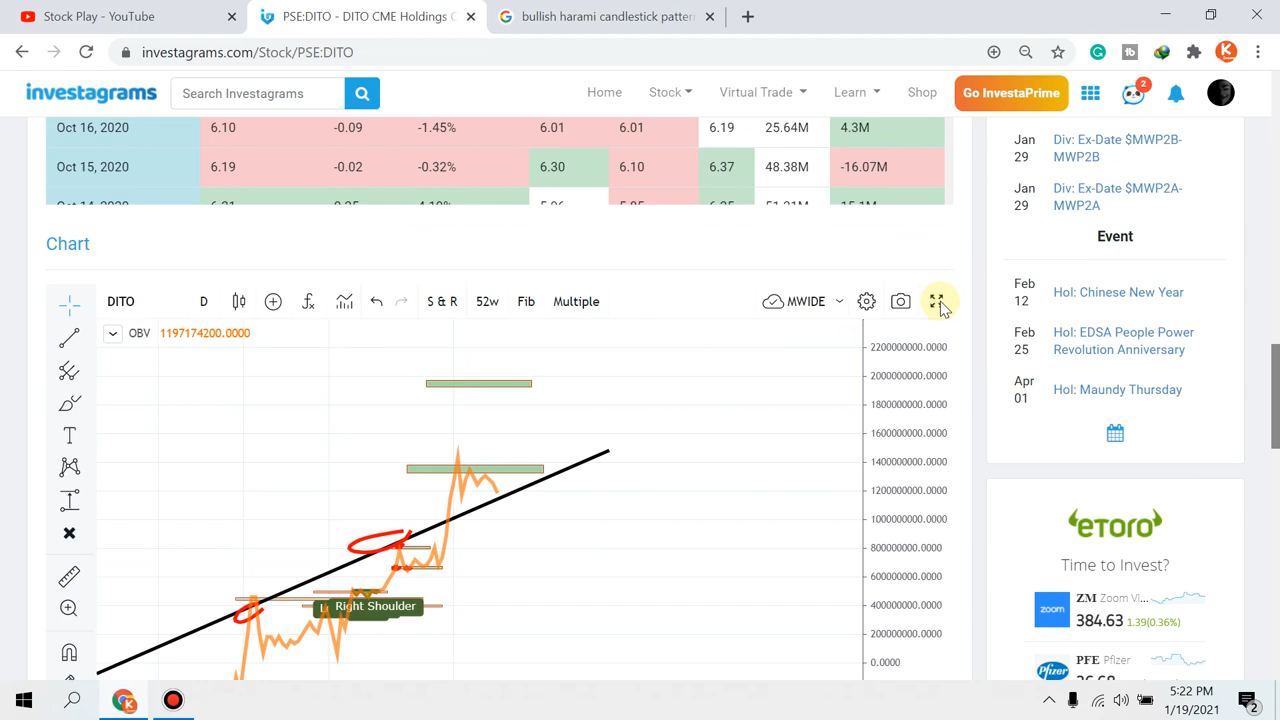 Stock Play - YouTube
PSE:DITO - DITO CME Holdings C
bullish harami candlestick patter
investagrams.com/Stock/PSE:DITO
investagrams
Search Investagrams
Home
Stock
Virtual Trade
Learn
Shop
Go InvestaPrime
2
Oct 16, 2020 6.10 -0.09 -1.45% 6.01 6.01 6.19 25.64M 4.3M
Oct 15, 2020 6.19 -0.02 -0.32% 6.30 6.10 6.37 48.38M -16.07M
Chart
DITO D S & R 52w Fib Multiple MWIDE
OBV 1197174200.0000
2200000000.0000
2000000000.0000
1800000000.0000
1600000000.0000
1400000000.0000
1200000000.0000
1000000000.0000
800000000.0000
600000000.0000
400000000.0000
200000000.0000
0.0000
Right Shoulder
Jan 29 Div: Ex-Date $MWP2B-
MWP2B
Jan 29 Div: Ex-Date $MWP2A-
MWP2A
Event
Feb 12 Hol: Chinese New Year
Feb 25 Hol: EDSA People Power
Revolution Anniversary
Apr 01 Hol: Maundy Thursday
eToro
Time to Invest?
zoom
ZM Zoom Vi...
384.63 1.39(0.36%)
Pfizer
PFE Pfizer
5:22 PM
1/19/2021
2